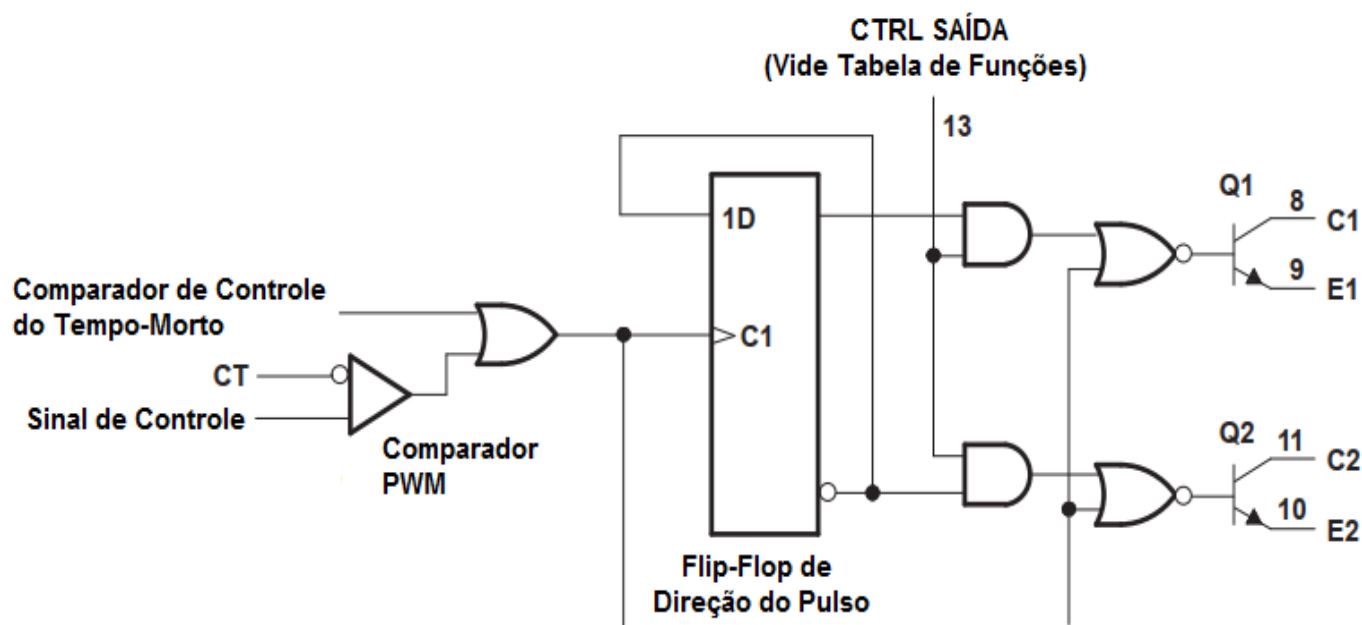 CTRL SAÍDA
(Vide Tabela de Funções)
13
1D
Q1
8
C1
9
E1
Comparador de Controle
do Tempo-Morto
C1
CT
Sinal de Controle
Comparador
PWM
Q2
11
C2
10
E2
Flip-Flop de
Direção do Pulso